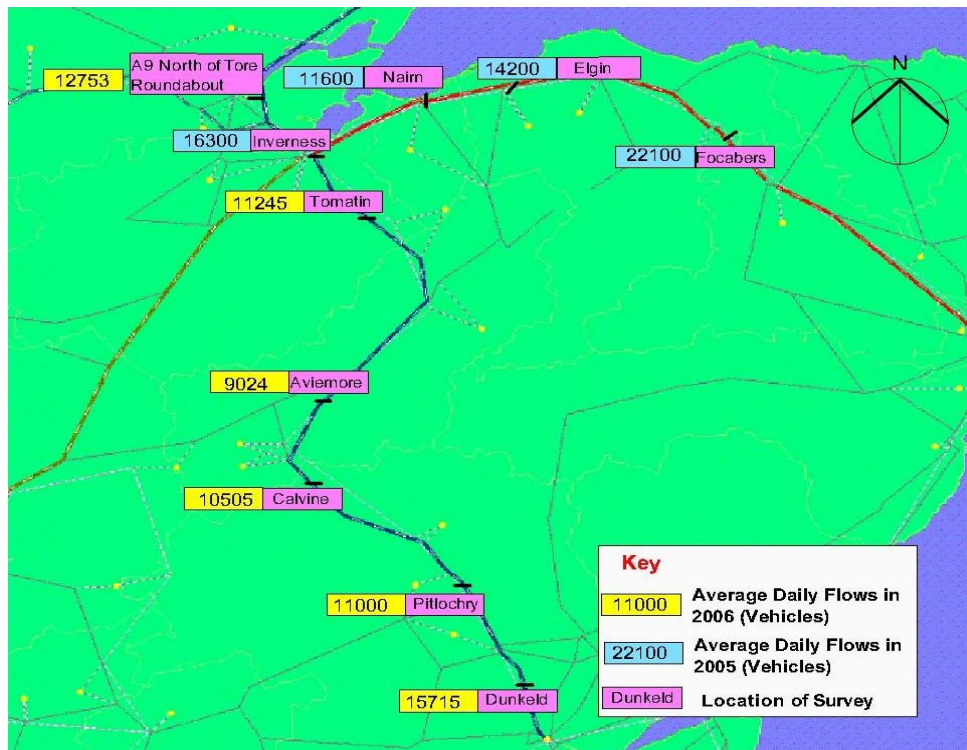 A9 North of Tore
Roundabout
12753
11600 Nairn
14200 Elgin
N
16300 Inverness
22100 Focabers
11245 Tomatin
9024 Aviemore
10505 Calvine
11000 Pitlochry
15715 Dunkeld
Key
11000 Average Daily Flows in
2006 (Vehicles)
22100 Average Daily Flows in
2005 (Vehicles)
Dunkeld Location of Survey